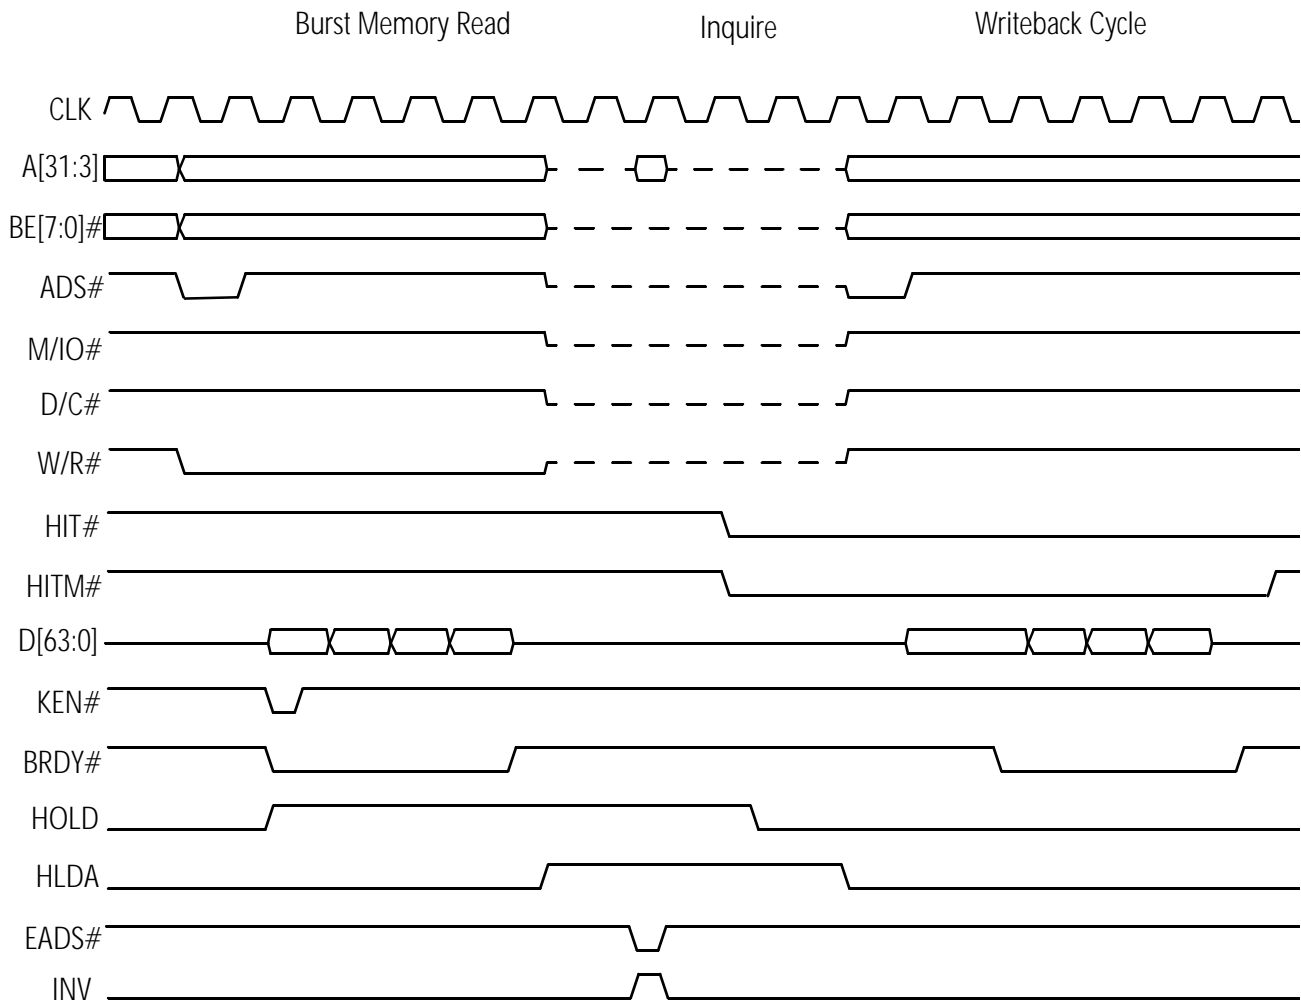 Burst Memory Read
Inquire
Writeback Cycle
CLK
A[31:3]
BE[7:0]#
ADS#
M/IO#
D/C#
W/R#
HIT#
HITM#
D[63:0]
KEN#
BRDY#
HOLD
HLDA
EADS#
INV